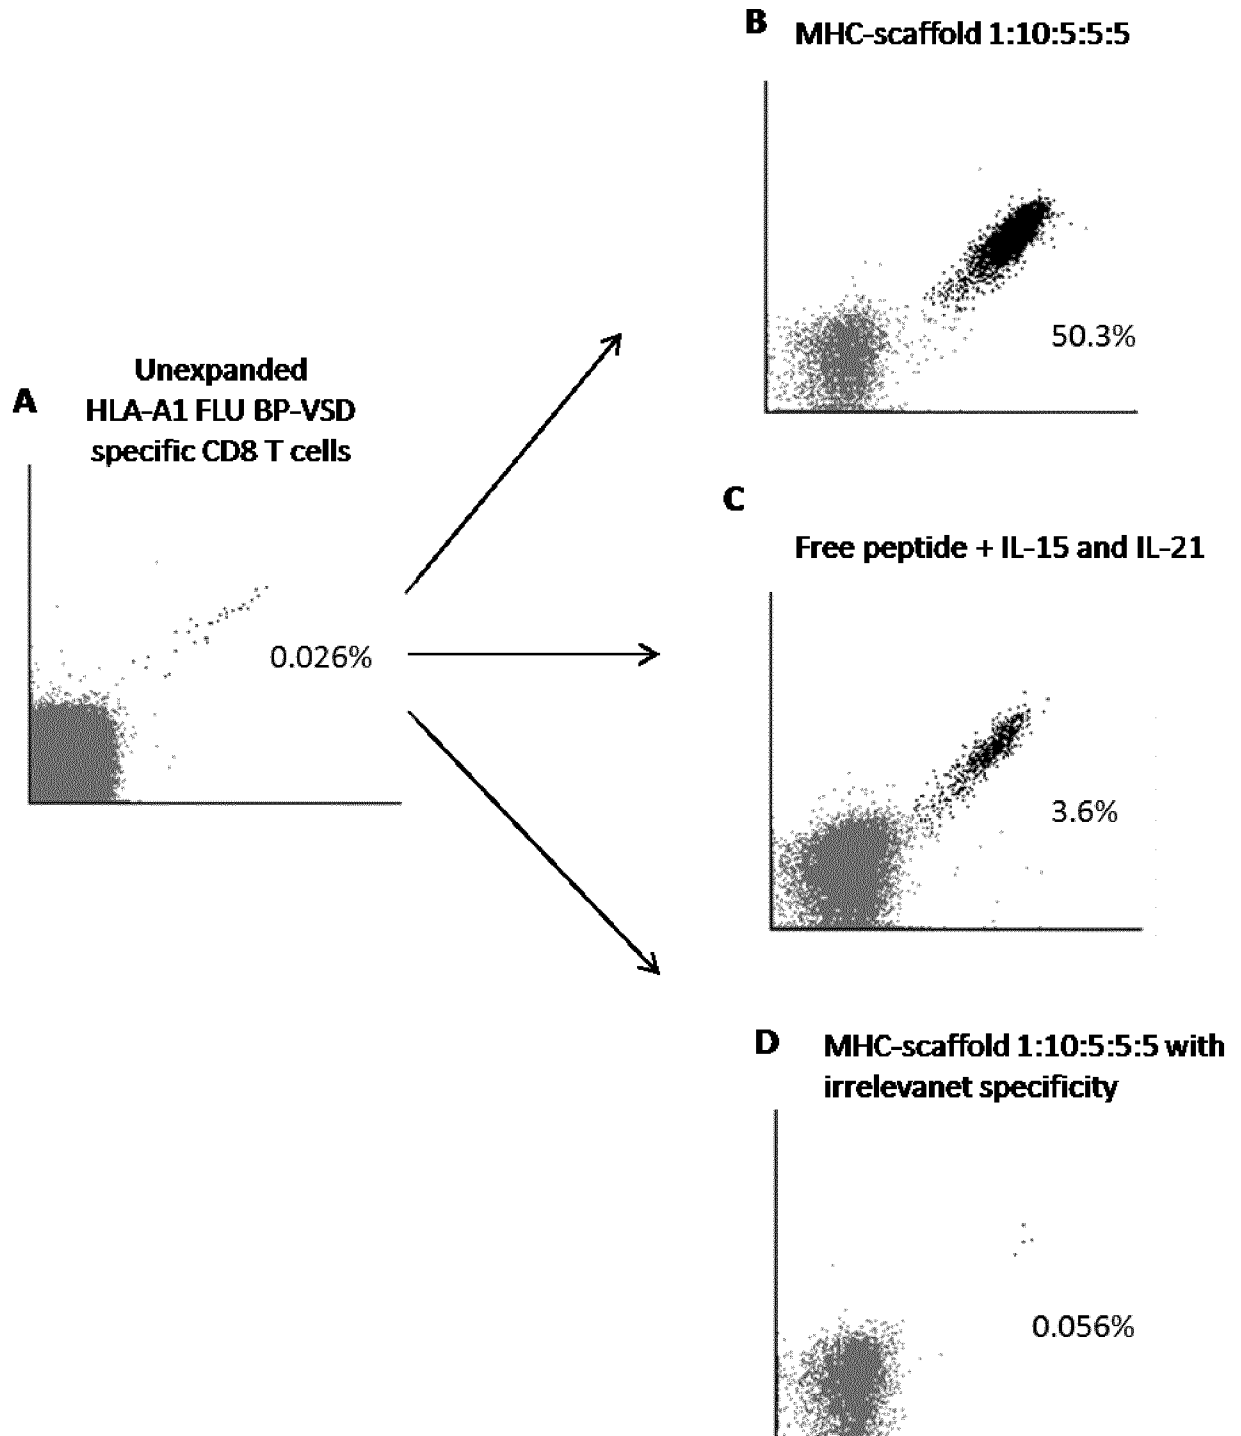 A
Unexpanded
HLA-A1 FLU BP-VSD
specific CD8 T cells
0.026%
B
MHC-scaffold 1:10:5:5:5
50.3%
C
Free peptide + IL-15 and IL-21
3.6%
D
MHC-scaffold 1:10:5:5:5 with
irrelevanet specificity
0.056%